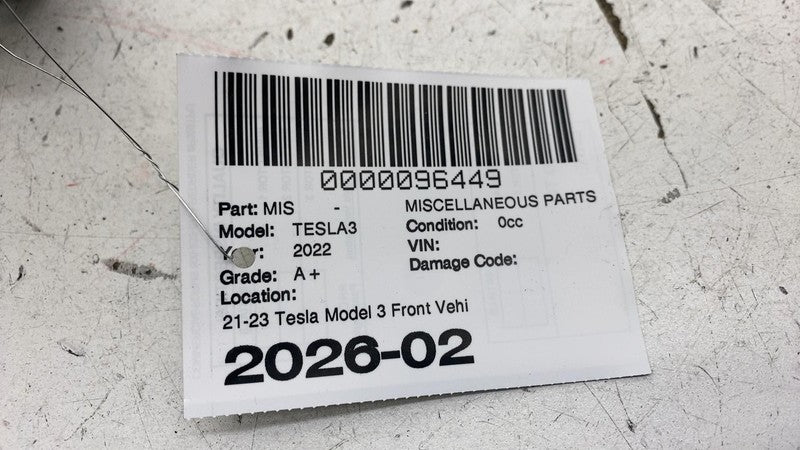 0000096449
Part: MIS - MISCELLANEOUS PARTS
Model: TESLA3 Condition: 0cc
Year: 2022 VIN:
Grade: A+ Damage Code:
Location:
21-23 Tesla Model 3 Front Vehi
2026-02